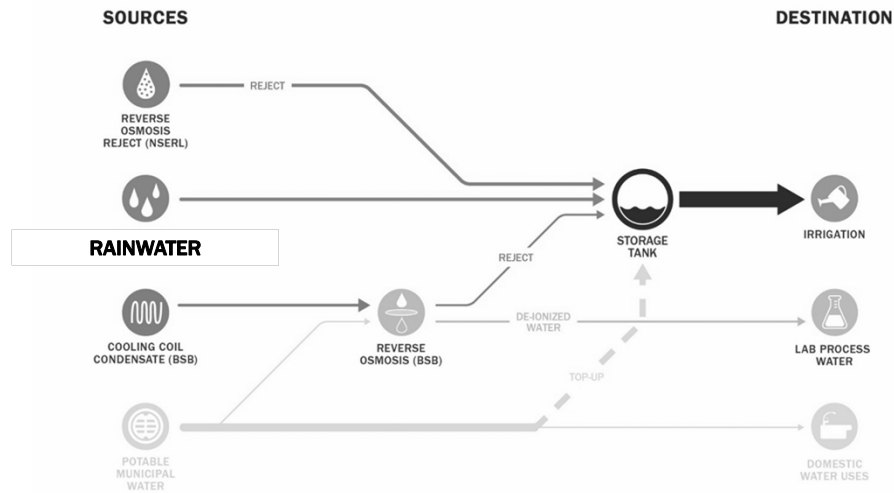 SOURCES
DESTINATION
REJECT
REVERSE
OSMOSIS
REJECT (NSERL)
RAINWATER
STORAGE
TANK
IRRIGATION
REJECT
COOLING COIL
CONDENSATE (BSB)
REVERSE
OSMOSIS (BSB)
DE-IONIZED
WATER
LAB PROCESS
WATER
TOP-UP
POTABLE
MUNICIPAL
WATER
DOMESTIC
WATER USES